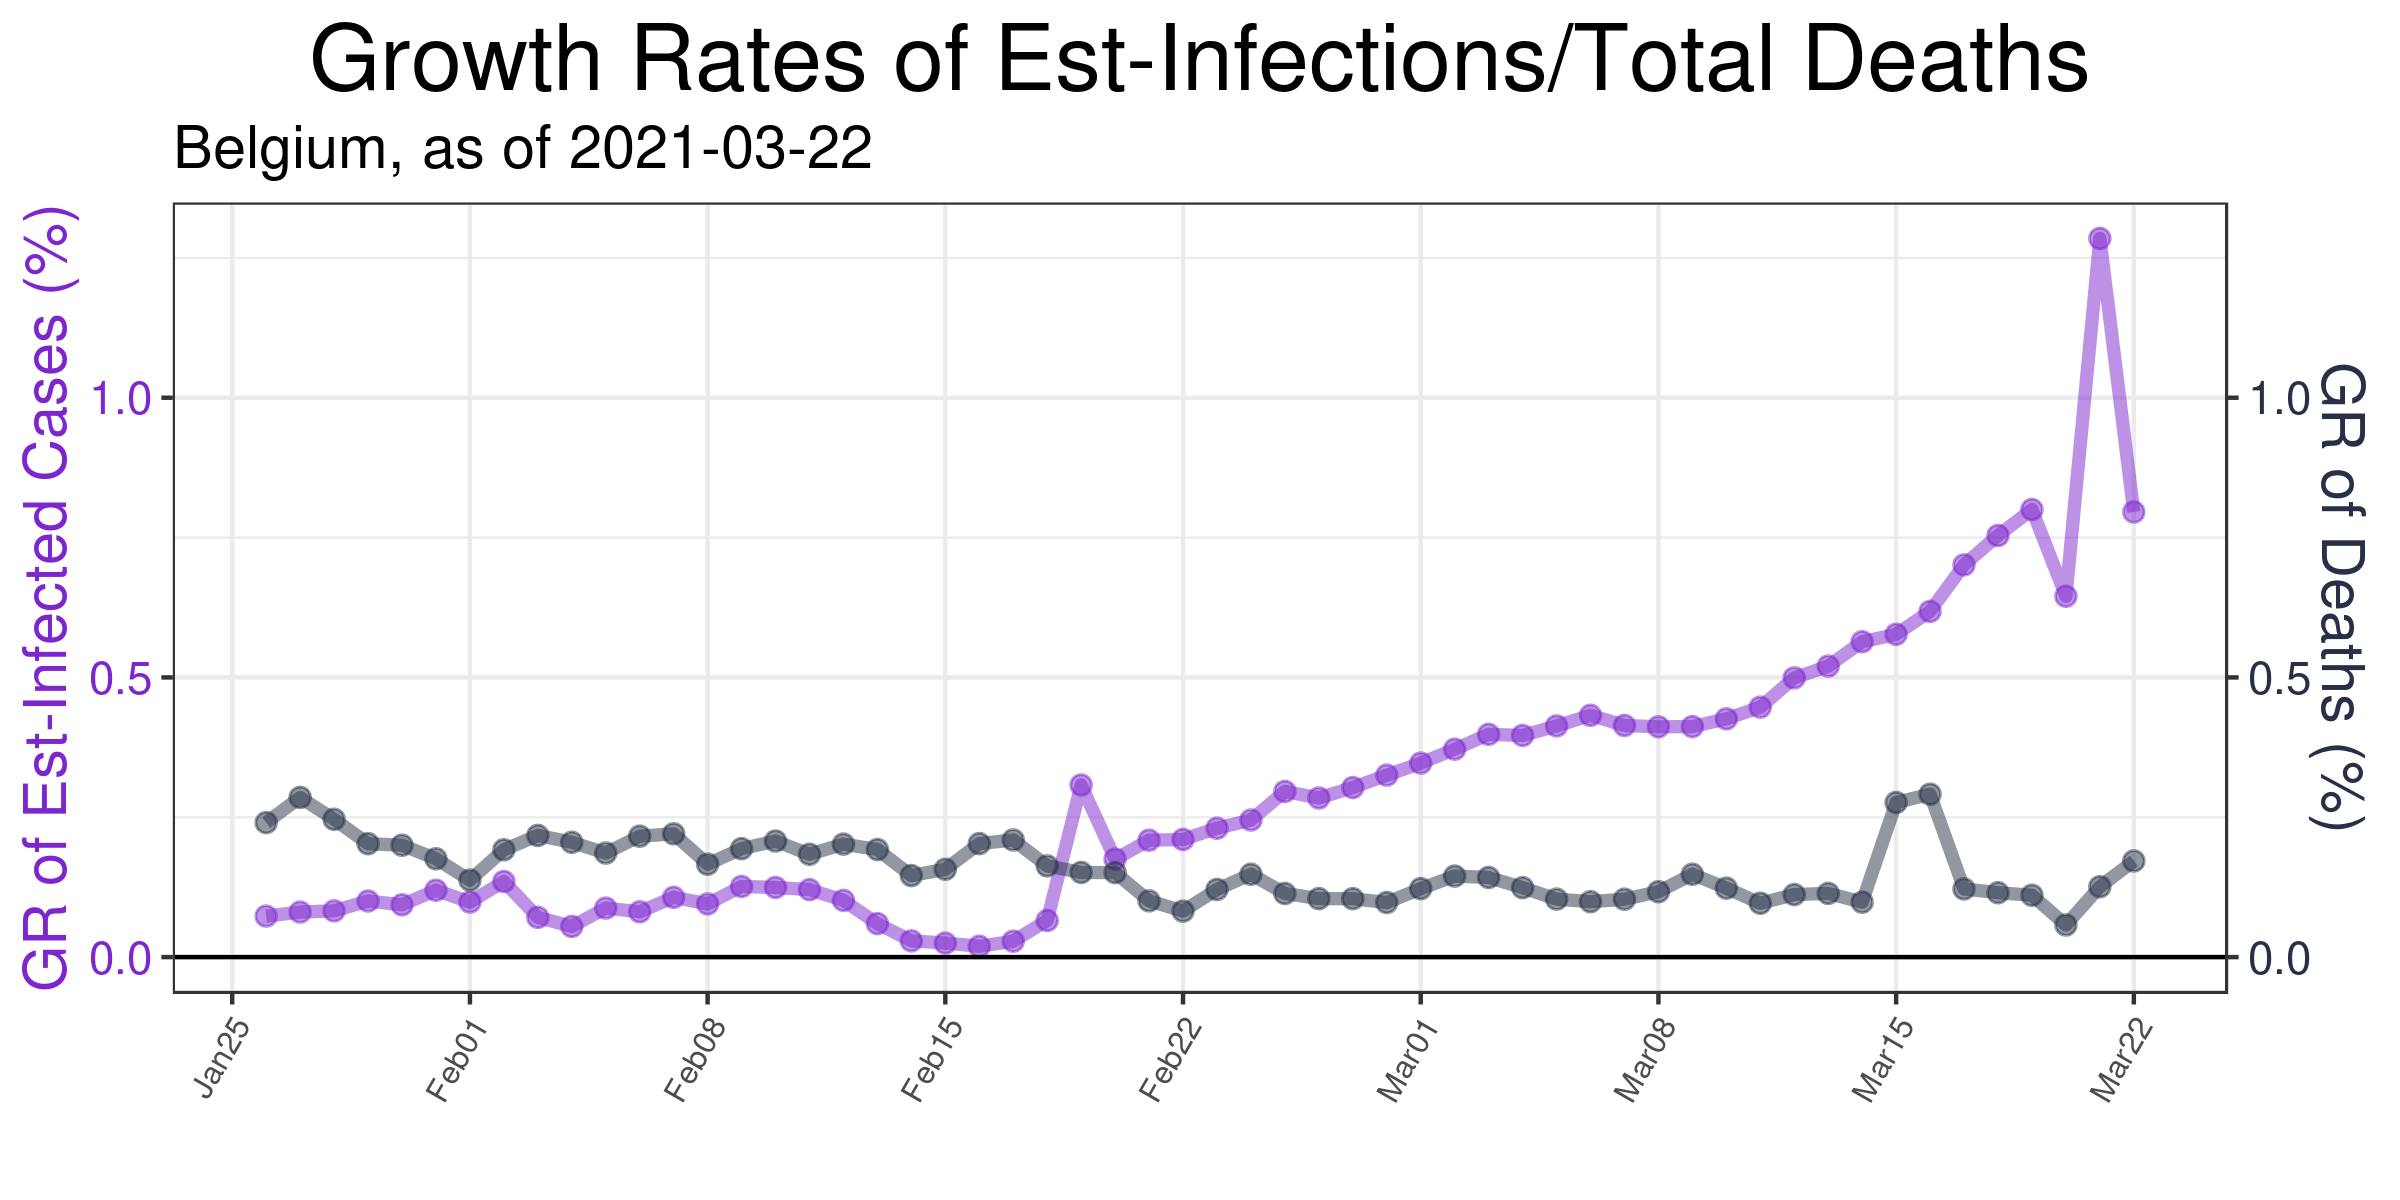 Growth Rates of Est-Infections/Total Deaths
Belgium, as of 2021-03-22
GR of Est-Infected Cases (%)
1.0
0.5
0.0
1.0
0.5
0.0
GR of Deaths (%)
Jan25
Feb01
Feb08
Feb15
Feb22
Mar01
Mar08
Mar15
Mar22